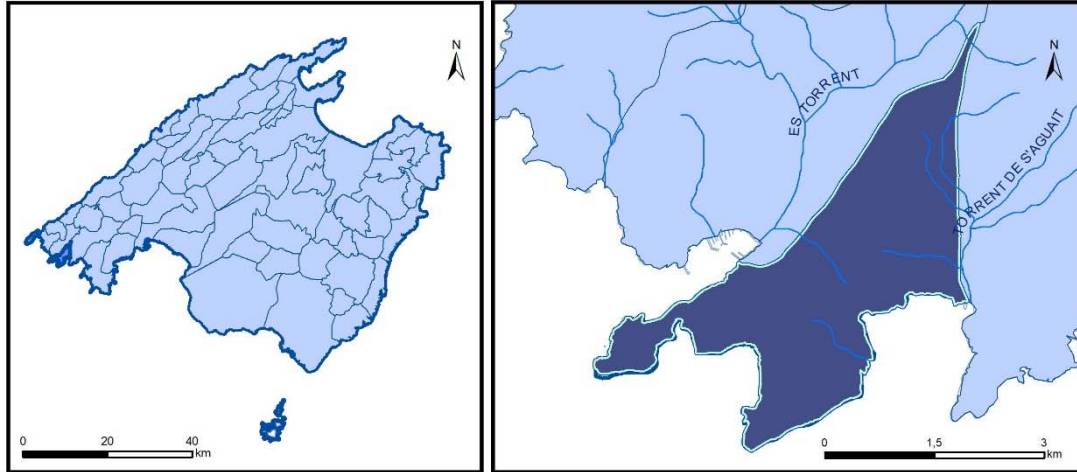 N
0
20
40
km
N
ES TORRENT
TORRENT DE S'AGUAIT
0
1,5
3
km